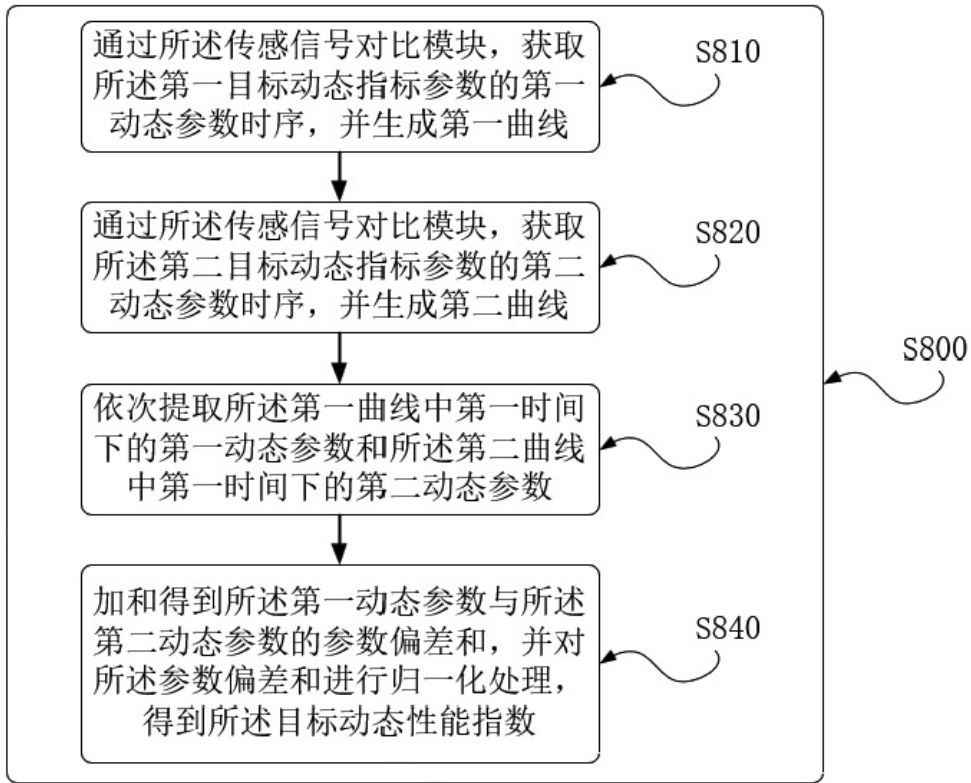 通过所述传感信号对比模块，获取
所述第一目标动态指标参数的第一
动态参数时序，并生成第一曲线
S810
通过所述传感信号对比模块，获取
所述第二目标动态指标参数的第二
动态参数时序，并生成第二曲线
S820
S800
依次提取所述第一曲线中第一时间
下的第一动态参数和所述第二曲线
中第一时间下的第二动态参数
S830
加和得到所述第一动态参数与所述
第二动态参数的参数偏差和，并对
所述参数偏差和进行归一化处理，
得到所述目标动态性能指数
S840